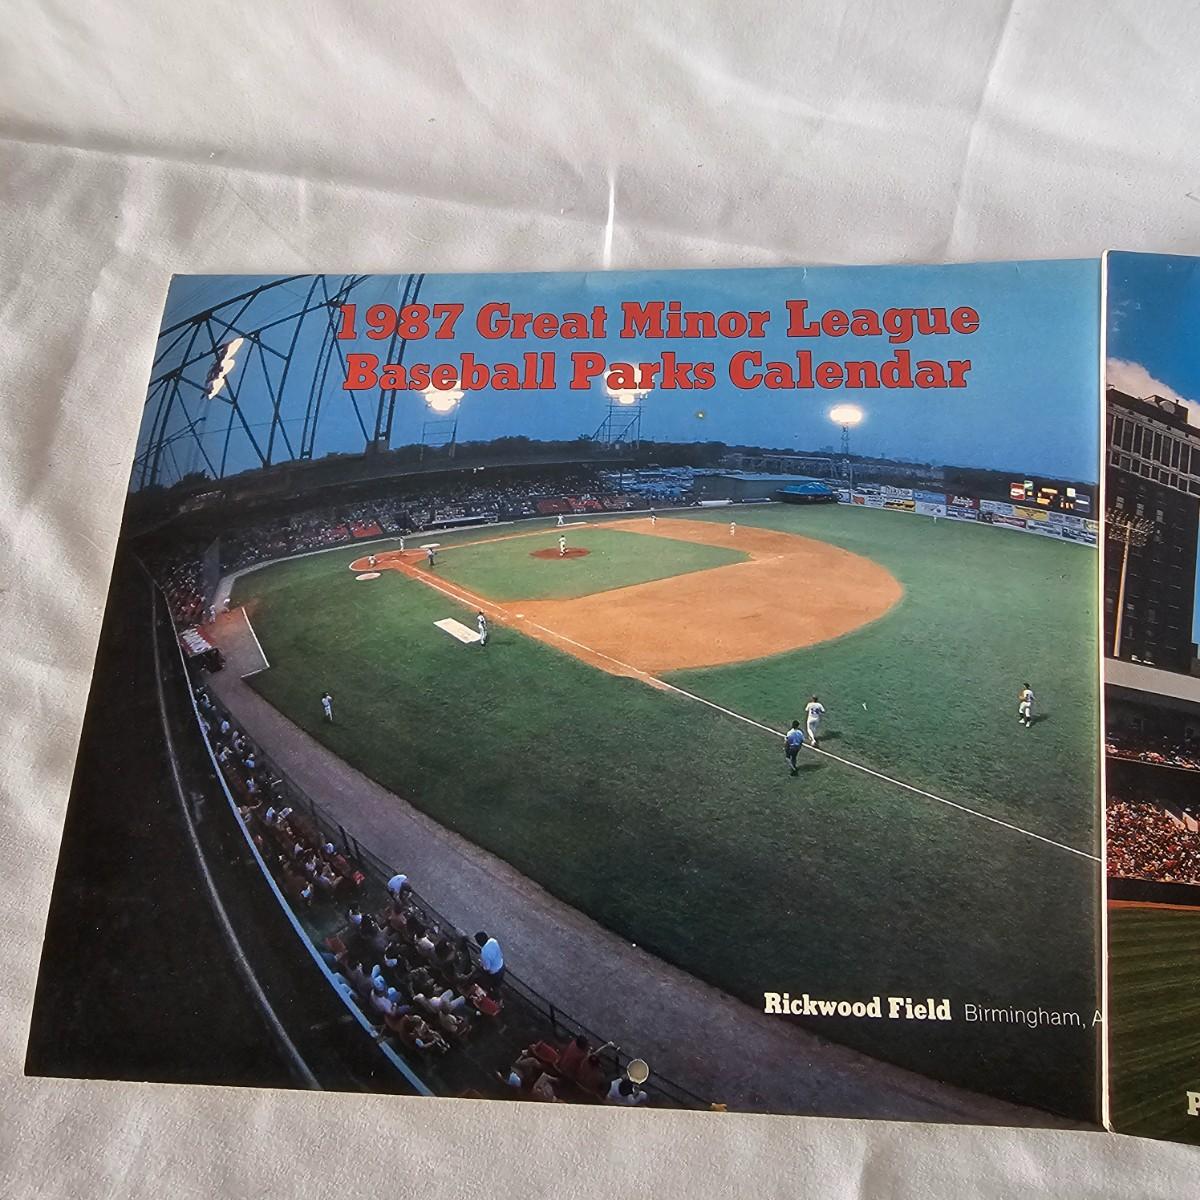 1987 Great Minor League
Baseball Parks Calendar
Rickwood Field Birmingham, A
P